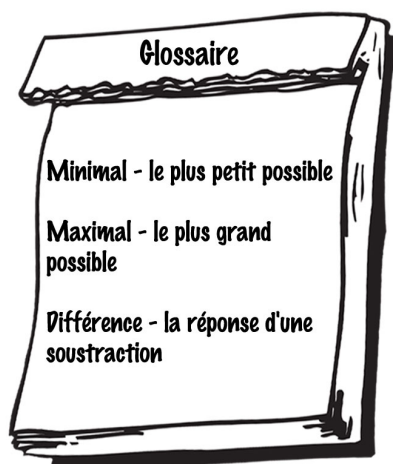 Glossaire
Minimal - le plus petit possible
Maximal - le plus grand
possible
Différence - la réponse d'une
soustraction